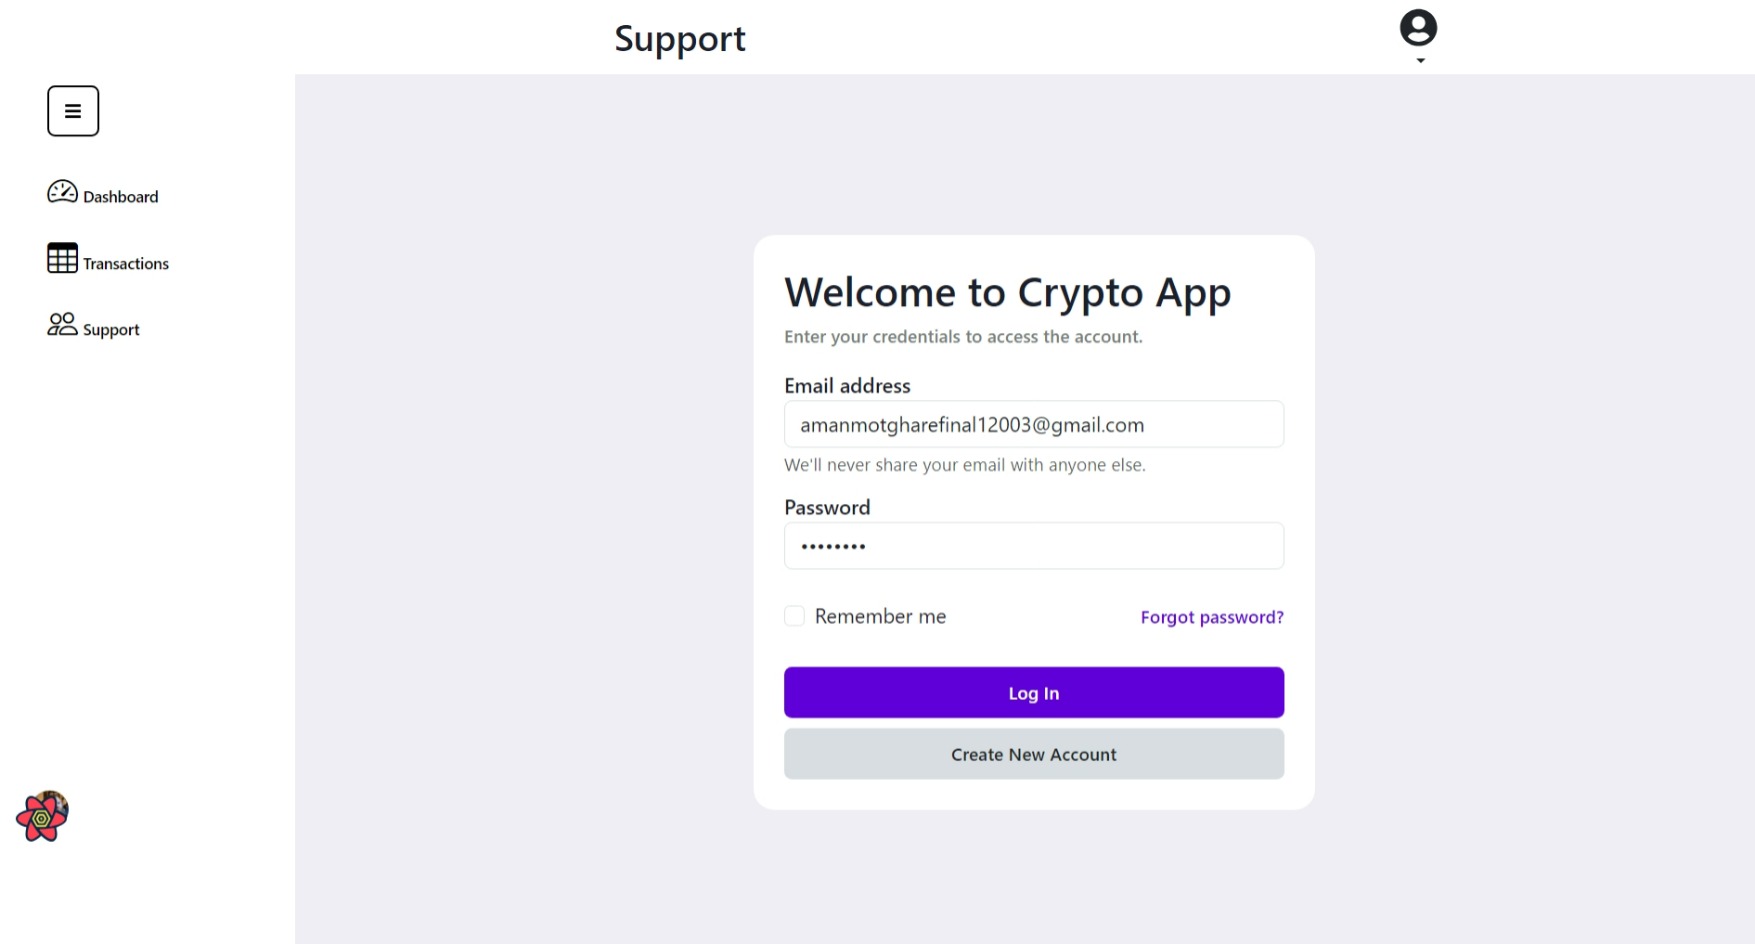 Support
Dashboard
Transactions
Support
Welcome to Crypto App
Enter your credentials to access the account.
Email address
amanmotgharefinal12003@gmail.com
We'll never share your email with anyone else.
Password
••••••••
Remember me
Forgot password?
Log In
Create New Account